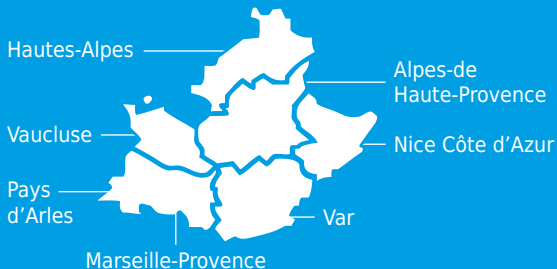 Hautes-Alpes
Alpes-de
Haute-Provence
Vaucluse
Nice Côte d’Azur
Pays
d’Arles
Var
Marseille-Provence